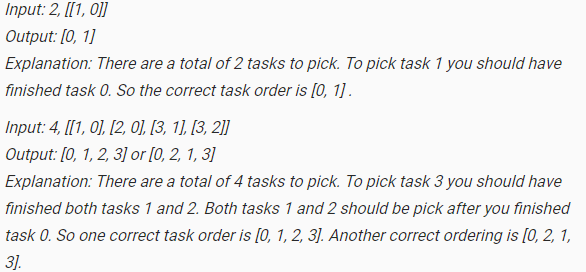 Input: 2, [[1, 0]]
Output: [0, 1]
Explanation: There are a total of 2 tasks to pick. To pick task 1 you should have
finished task 0. So the correct task order is [0, 1] .
Input: 4, [[1, 0], [2, 0], [3, 1], [3, 2]]
Output: [0, 1, 2, 3] or [0, 2, 1, 3]
Explanation: There are a total of 4 tasks to pick. To pick task 3 you should have
finished both tasks 1 and 2. Both tasks 1 and 2 should be pick after you finished
task 0. So one correct task order is [0, 1, 2, 3]. Another correct ordering is [0, 2, 1,
3].